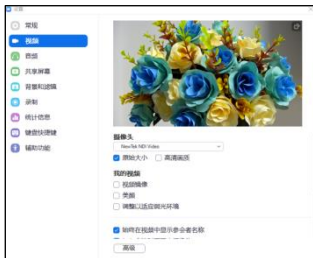 设置
常规
视频
音频
共享屏幕
背景和滤镜
录制
统计信息
键盘快捷键
辅助功能
摄像头
NewTek NDI Video
原始大小
高清画质
我的视频
视频镜像
美颜
调整以适应弱光环境
始终在视频中显示参会者名称
高级